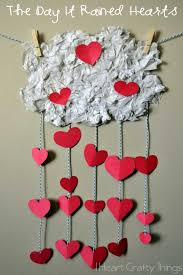 The Day It Rained Hearts
I Heart Crafty Things